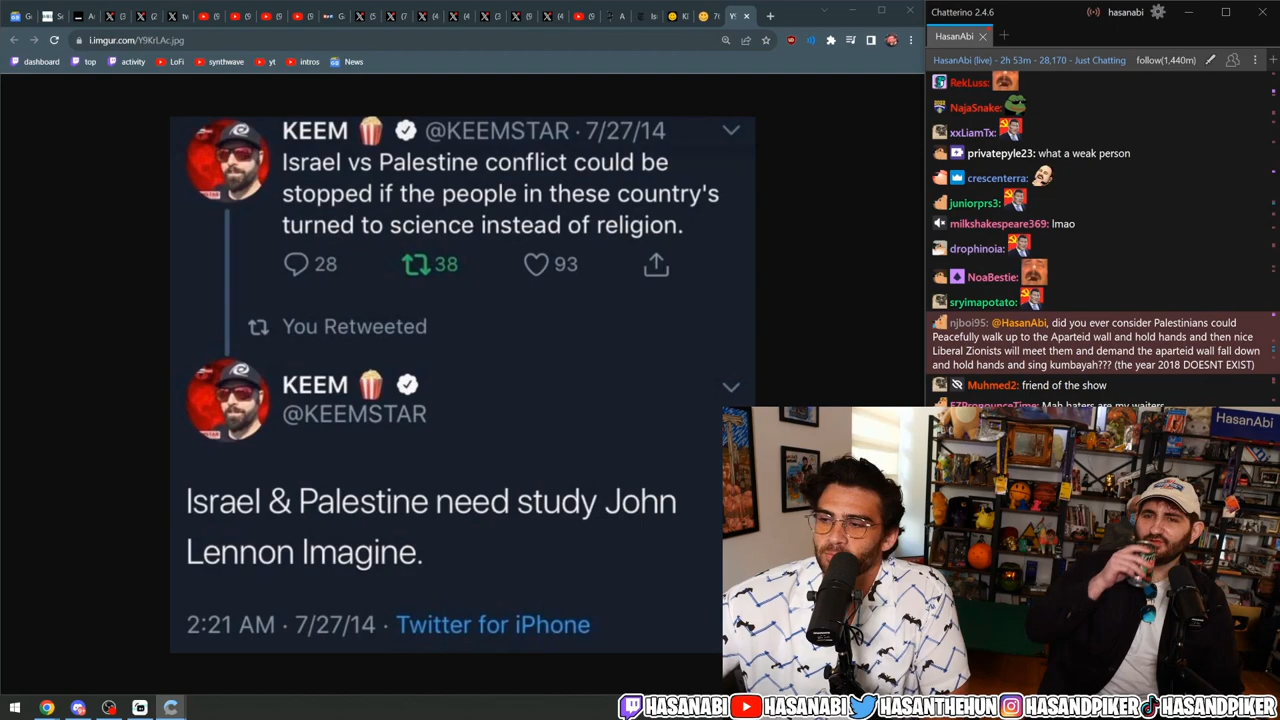 Chatterino 2.4.6
hasanabi
HasanAbi
i.imgur.com/Y9KrLAc.jpg
dashboard
top
activity
LoFi
synthwave
yt
intros
News
HasanAbi (live) - 2h 53m - 28,170 - Just Chatting
follow(1,440m)
KEEM @KEEMSTAR · 7/27/14
Israel vs Palestine conflict could be
stopped if the people in these country's
turned to science instead of religion.
28
38
93
You Retweeted
KEEM
@KEEMSTAR
Israel & Palestine need study John
Lennon Imagine.
2:21 AM · 7/27/14 · Twitter for iPhone
RekLuss:
NajaSnake:
xxLiamTx:
privatepyle23: what a weak person
crescenterra:
juniorprs3:
milkshakespeare369: lmao
drophinoia:
NoaBestie:
sryimapotato:
njboi95: @HasanAbi, did you ever consider Palestinians could
Peacefully walk up to the Aparteid wall and hold hands and then nice
Liberal Zionists will meet them and demand the aparteid wall fall down
and hold hands and sing kumbayah??? (the year 2018 DOESNT EXIST)
Muhmed2: friend of the show
EZPronounceTime: Mah haters are my waiters
HasanAbi
HASANABI
HASANABI
HASANTHEHUN
HASANDPIKER
HASANDPIKER